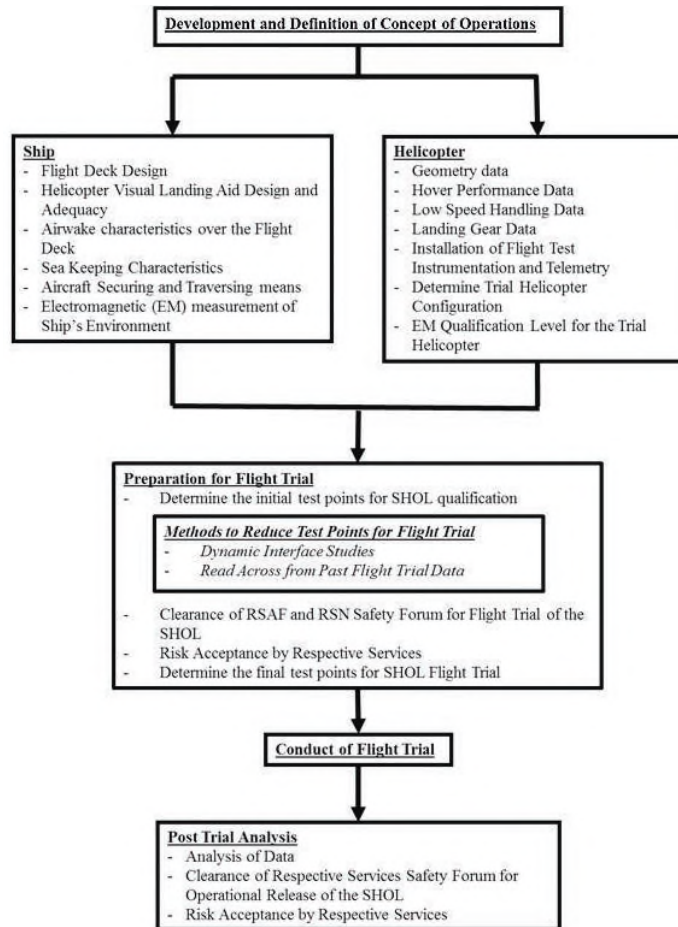 Development and Definition of Concept of Operations
Ship
- Flight Deck Design
- Helicopter Visual Landing Aid Design and
Adequacy
- Airwake characteristics over the Flight
Deck
- Sea Keeping Characteristics
- Aircraft Securing and Traversing means
- Electromagnetic (EM) measurement of
Ship's Environment
Helicopter
- Geometry data
- Hover Performance Data
- Low Speed Handling Data
- Landing Gear Data
- Installation of Flight Test
Instrumentation and Telemetry
- Determine Trial Helicopter
Configuration
- EM Qualification Level for the Trial
Helicopter
Preparation for Flight Trial
- Determine the initial test points for SHOL qualification
Methods to Reduce Test Points for Flight Trial
- Dynamic Interface Studies
- Read Across from Past Flight Trial Data
- Clearance of RSAF and RSN Safety Forum for Flight Trial of the
SHOL
- Risk Acceptance by Respective Services
- Determine the final test points for SHOL Flight Trial
Conduct of Flight Trial
Post Trial Analysis
- Analysis of Data
- Clearance of Respective Services Safety Forum for
Operational Release of the SHOL
- Risk Acceptance by Respective Services